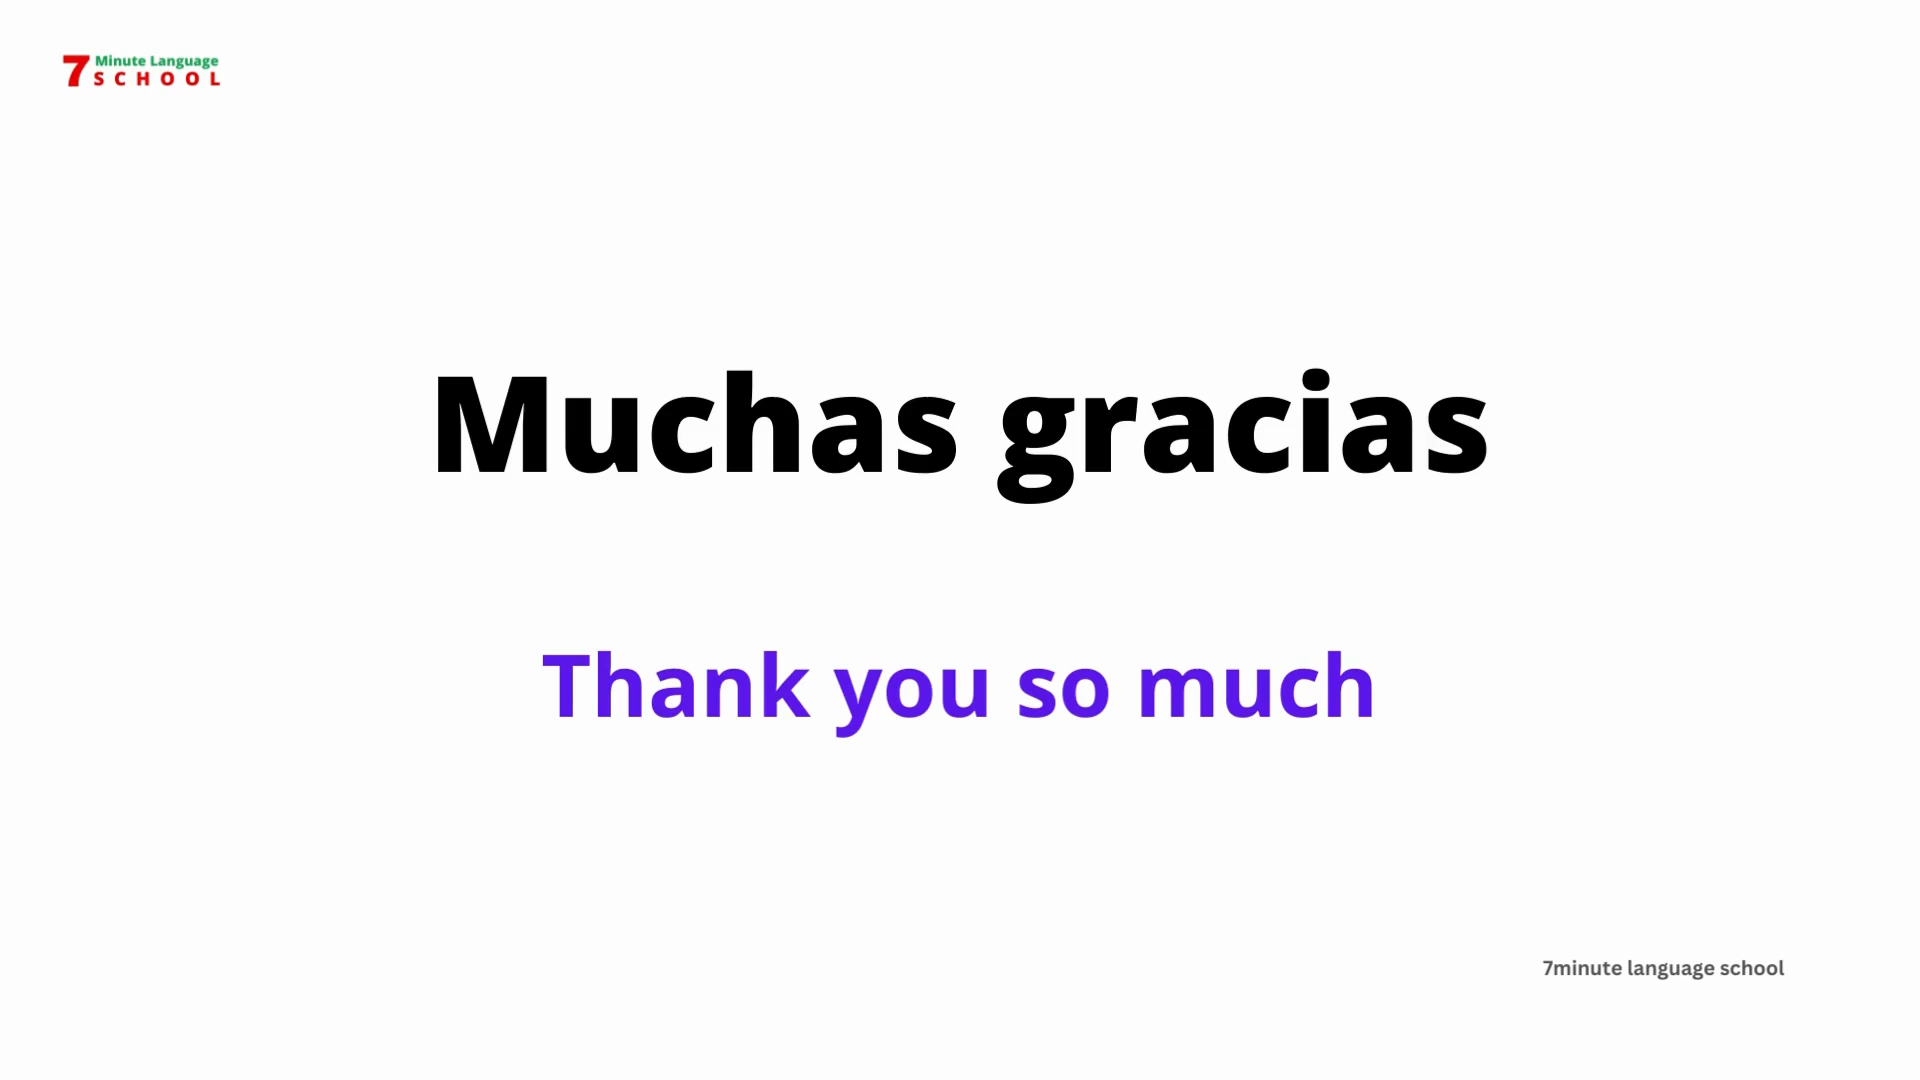 7 Minute Language
SCHOOL
Muchas gracias
Thank you so much
7minute language school